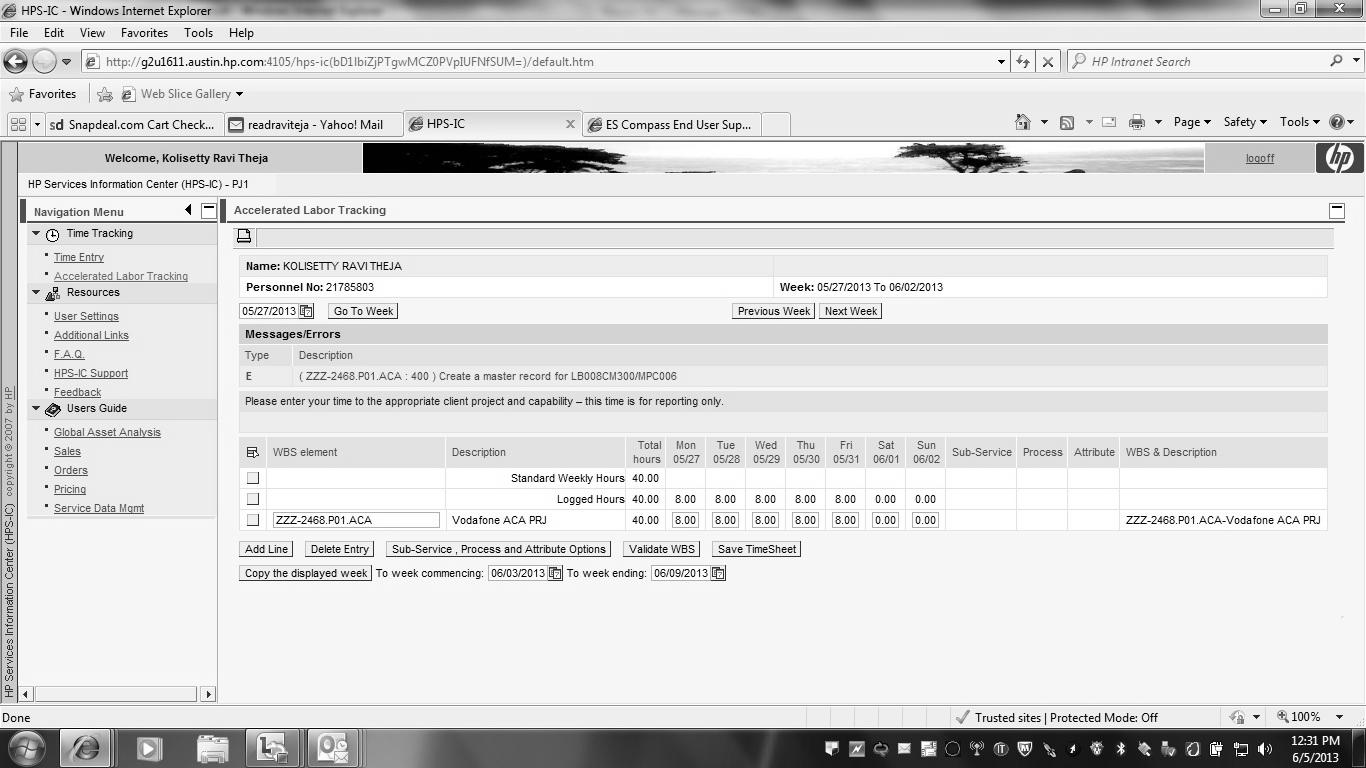 HPS-IC - Windows Internet Explorer
File Edit View Favorites Tools Help
http://g2u1611.austin.hp.com:4105/hps-ic(bD1lbiZjPTgwMCZ0PVpIUFNfSUM=)/default.htm HP Intranet Search
Favorites Web Slice Gallery
sd Snapdeal.com Cart Check... readraviteja - Yahoo! Mail HPS-IC ES Compass End User Sup... Page Safety Tools
Welcome, Kolisetty Ravi Theja logoff hp
HP Services Information Center (HPS-IC) - PJ1
Navigation Menu
Time Tracking
Time Entry
Accelerated Labor Tracking
Resources
User Settings
Additional Links
F.A.Q.
HPS-IC Support
Feedback
Users Guide
Global Asset Analysis
Sales
Orders
Pricing
Service Data Mgmt
HP Services Information Center (HPS-IC) copyright © 2007 by HP
Accelerated Labor Tracking
Name: KOLISETTY RAVI THEJA
Personnel No: 21785803 Week: 05/27/2013 To 06/02/2013
05/27/2013 Go To Week Previous Week Next Week
Messages/Errors
Type Description
E ( ZZZ-2468.P01.ACA : 400 ) Create a master record for LB008CM300/MPC006
Please enter your time to the appropriate client project and capability – this time is for reporting only.
WBS element Description Total hours Mon 05/27 Tue 05/28 Wed 05/29 Thu 05/30 Fri 05/31 Sat 06/01 Sun 06/02 Sub-Service Process Attribute WBS & Description
Standard Weekly Hours 40.00
Logged Hours 40.00 8.00 8.00 8.00 8.00 8.00 0.00 0.00
ZZZ-2468.P01.ACA Vodafone ACA PRJ 40.00 8.00 8.00 8.00 8.00 8.00 0.00 0.00 ZZZ-2468.P01.ACA-Vodafone ACA PRJ
Add Line Delete Entry Sub-Service , Process and Attribute Options Validate WBS Save TimeSheet
Copy the displayed week To week commencing: 06/03/2013 To week ending: 06/09/2013
Done Trusted sites | Protected Mode: Off 100%
12:31 PM
6/5/2013